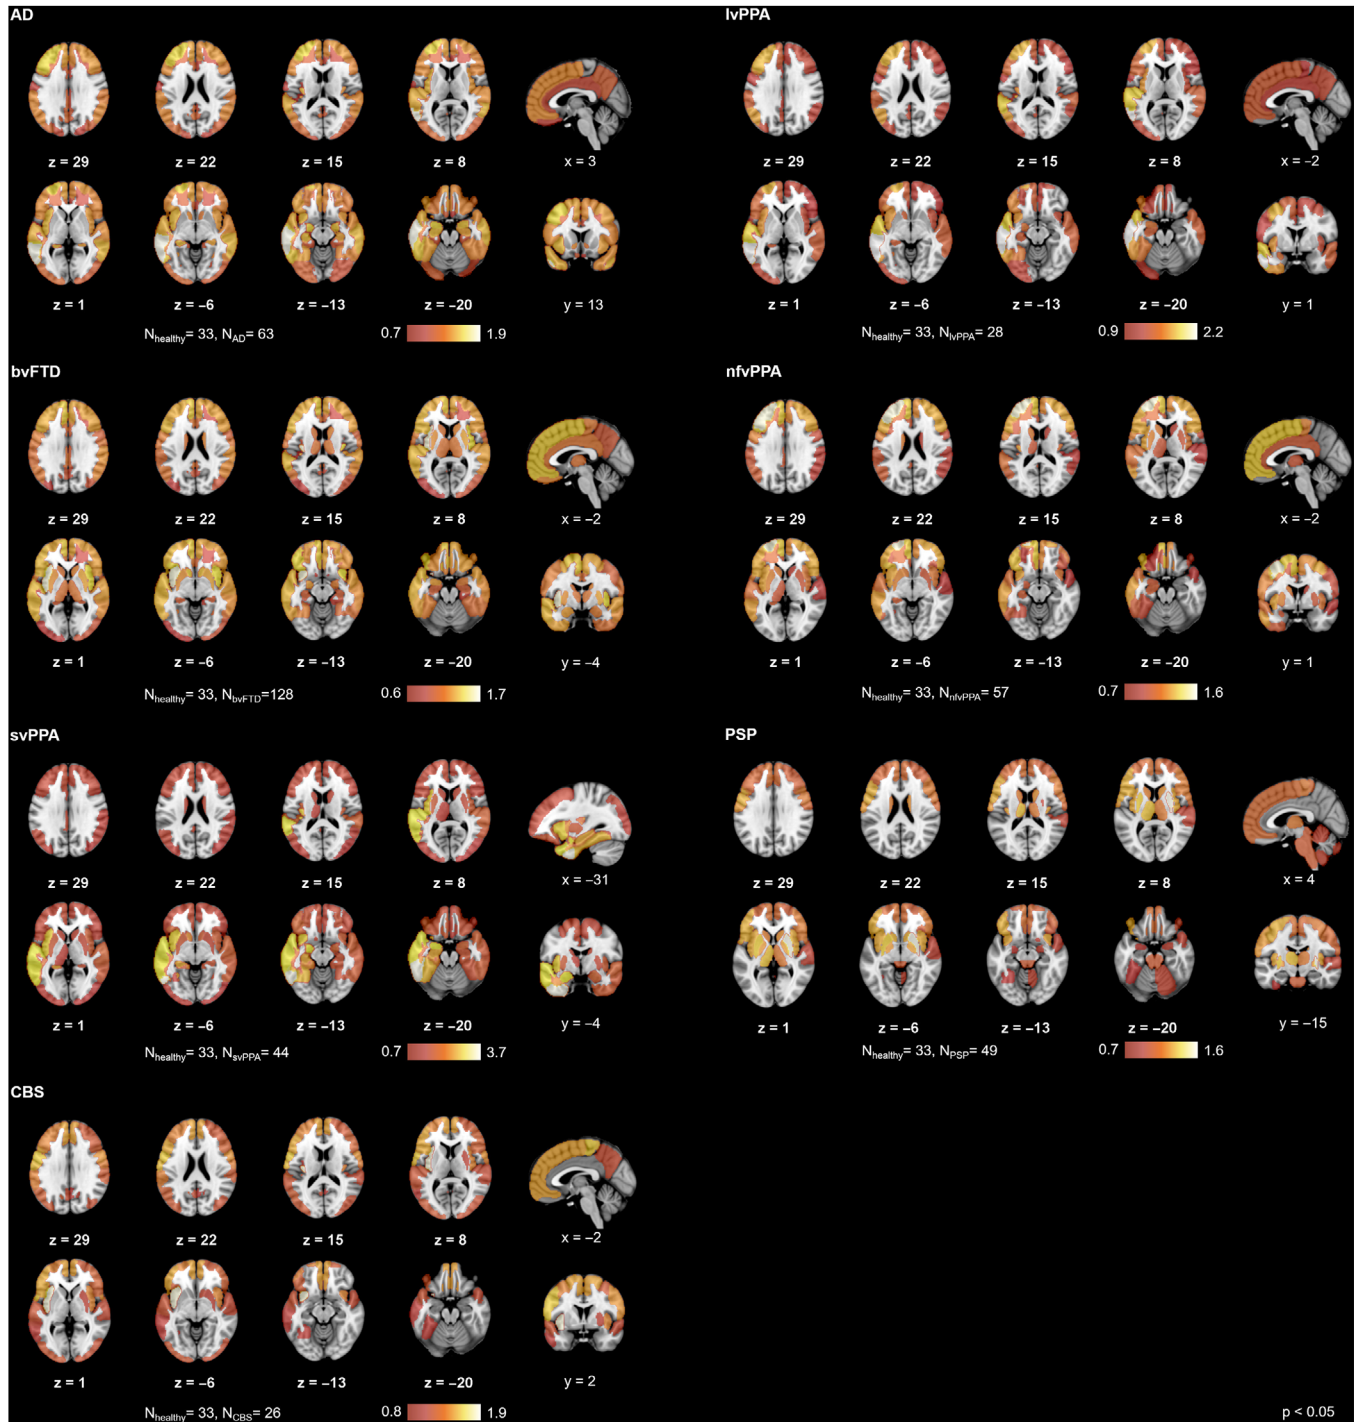 AD
z = 29 z = 22 z = 15 z = 8 x = 3
z = 1 z = −6 z = −13 z = −20 y = 13
Nhealthy= 33, NAD= 63 0.7 1.9
lvPPA
z = 29 z = 22 z = 15 z = 8 x = −2
z = 1 z = −6 z = −13 z = −20 y = 1
Nhealthy= 33, NlvPPA= 28 0.9 2.2
bvFTD
z = 29 z = 22 z = 15 z = 8 x = −2
z = 1 z = −6 z = −13 z = −20 y = −4
Nhealthy= 33, NbvFTD=128 0.6 1.7
nfvPPA
z = 29 z = 22 z = 15 z = 8 x = −2
z = 1 z = −6 z = −13 z = −20 y = 1
Nhealthy= 33, NnfvPPA= 57 0.7 1.6
svPPA
z = 29 z = 22 z = 15 z = 8 x = −31
z = 1 z = −6 z = −13 z = −20 y = −4
Nhealthy= 33, NsvPPA= 44 0.7 3.7
PSP
z = 29 z = 22 z = 15 z = 8 x = 4
z = 1 z = −6 z = −13 z = −20 y = −15
Nhealthy= 33, NPSP= 49 0.7 1.6
CBS
z = 29 z = 22 z = 15 z = 8 x = −2
z = 1 z = −6 z = −13 z = −20 y = 2
Nhealthy= 33, NCBS= 26 0.8 1.9
p < 0.05